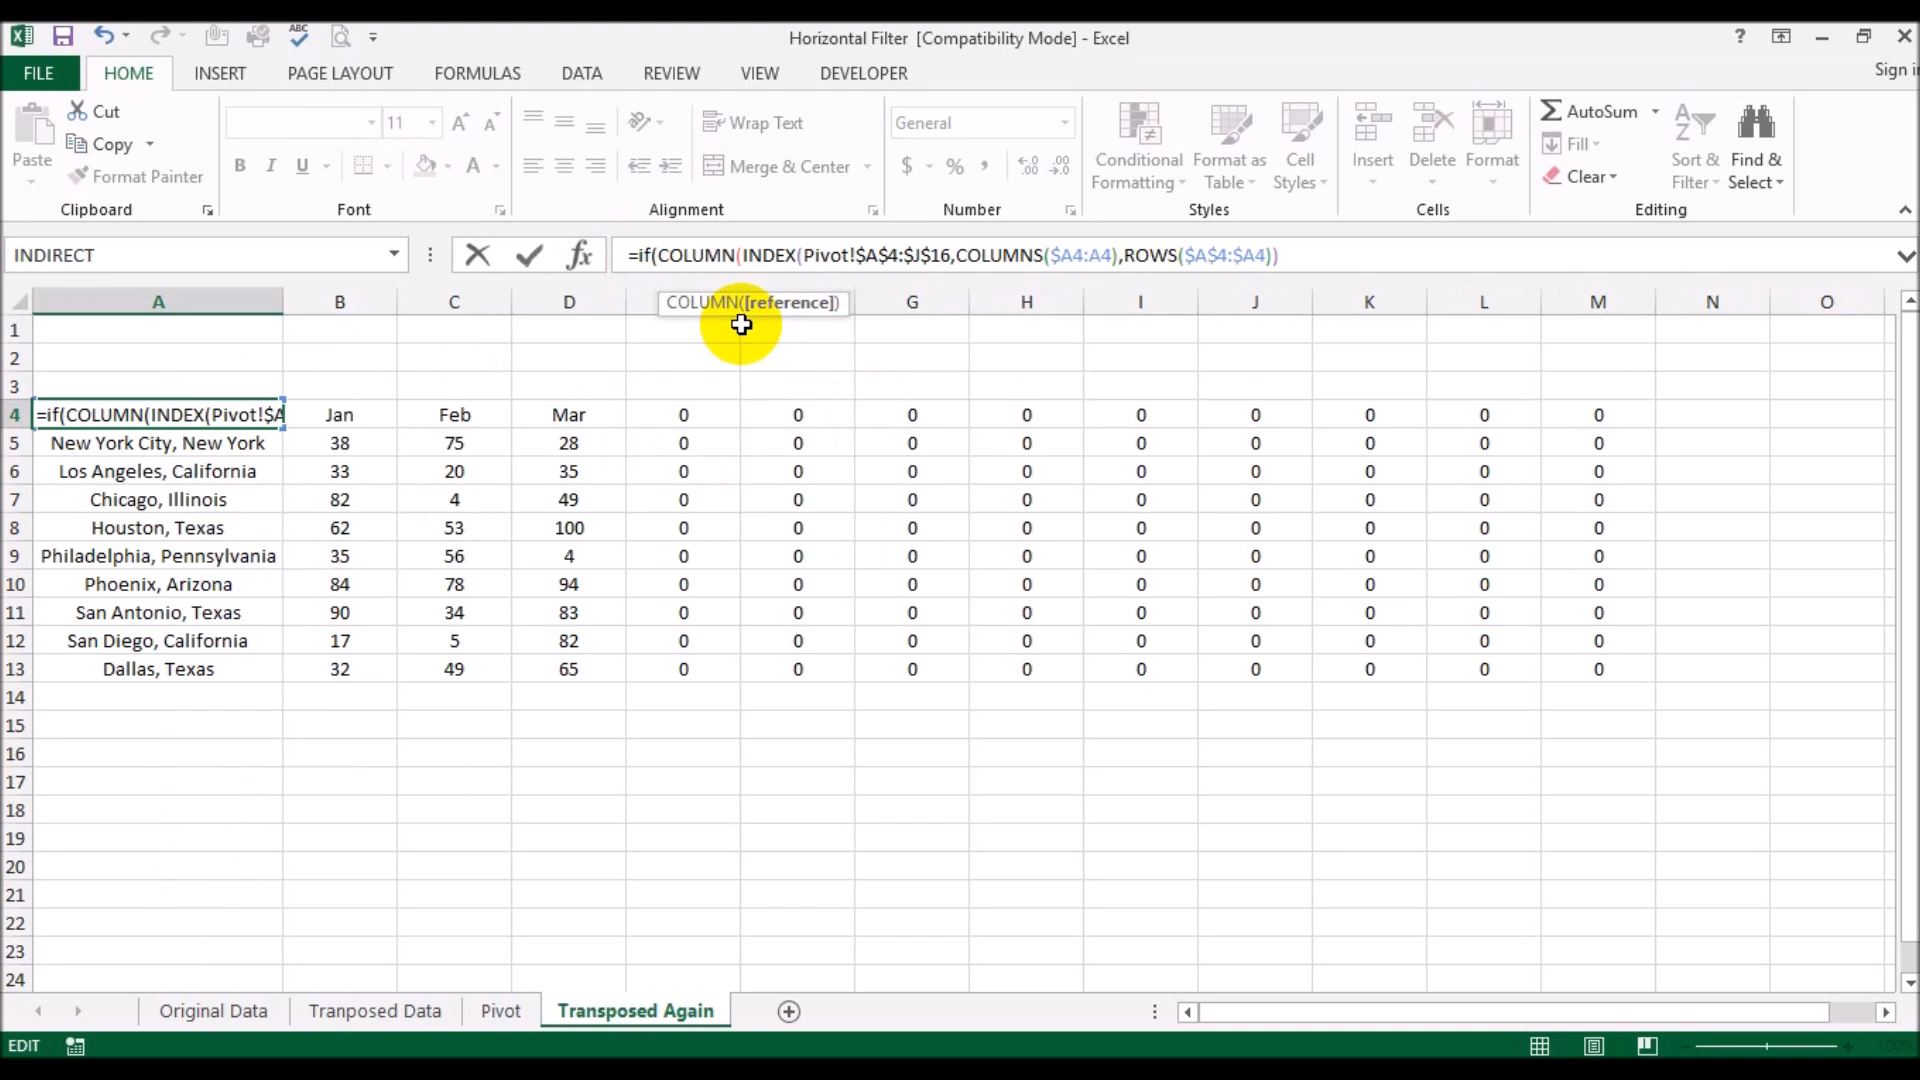 Horizontal Filter [Compatibility Mode] - Excel
?
Sign i
FILE HOME INSERT PAGE LAYOUT FORMULAS DATA REVIEW VIEW DEVELOPER
Paste
Cut
Copy
Format Painter
Clipboard
11
B I U
Font
Wrap Text
Merge & Center
Alignment
General
$ % ,
Number
Conditional Formatting
Format as Table
Cell Styles
Styles
Insert
Delete
Format
Cells
AutoSum
Fill
Clear
Sort & Filter
Find & Select
Editing
INDIRECT
fx
=if(COLUMN(INDEX(Pivot!$A$4:$J$16,COLUMNS($A4:A4),ROWS($A$4:$A4))
COLUMN([reference])
A B C D G H I J K L M N O
1
2
3
4 =if(COLUMN(INDEX(Pivot!$A Jan Feb Mar 0 0 0 0 0 0 0 0 0
5 New York City, New York 38 75 28 0 0 0 0 0 0 0 0 0
6 Los Angeles, California 33 20 35 0 0 0 0 0 0 0 0 0
7 Chicago, Illinois 82 4 49 0 0 0 0 0 0 0 0 0
8 Houston, Texas 62 53 100 0 0 0 0 0 0 0 0 0
9 Philadelphia, Pennsylvania 35 56 4 0 0 0 0 0 0 0 0 0
10 Phoenix, Arizona 84 78 94 0 0 0 0 0 0 0 0 0
11 San Antonio, Texas 90 34 83 0 0 0 0 0 0 0 0 0
12 San Diego, California 17 5 82 0 0 0 0 0 0 0 0 0
13 Dallas, Texas 32 49 65 0 0 0 0 0 0 0 0 0
14
15
16
17
18
19
20
21
22
23
24
Original Data Tranposed Data Pivot Transposed Again
EDIT